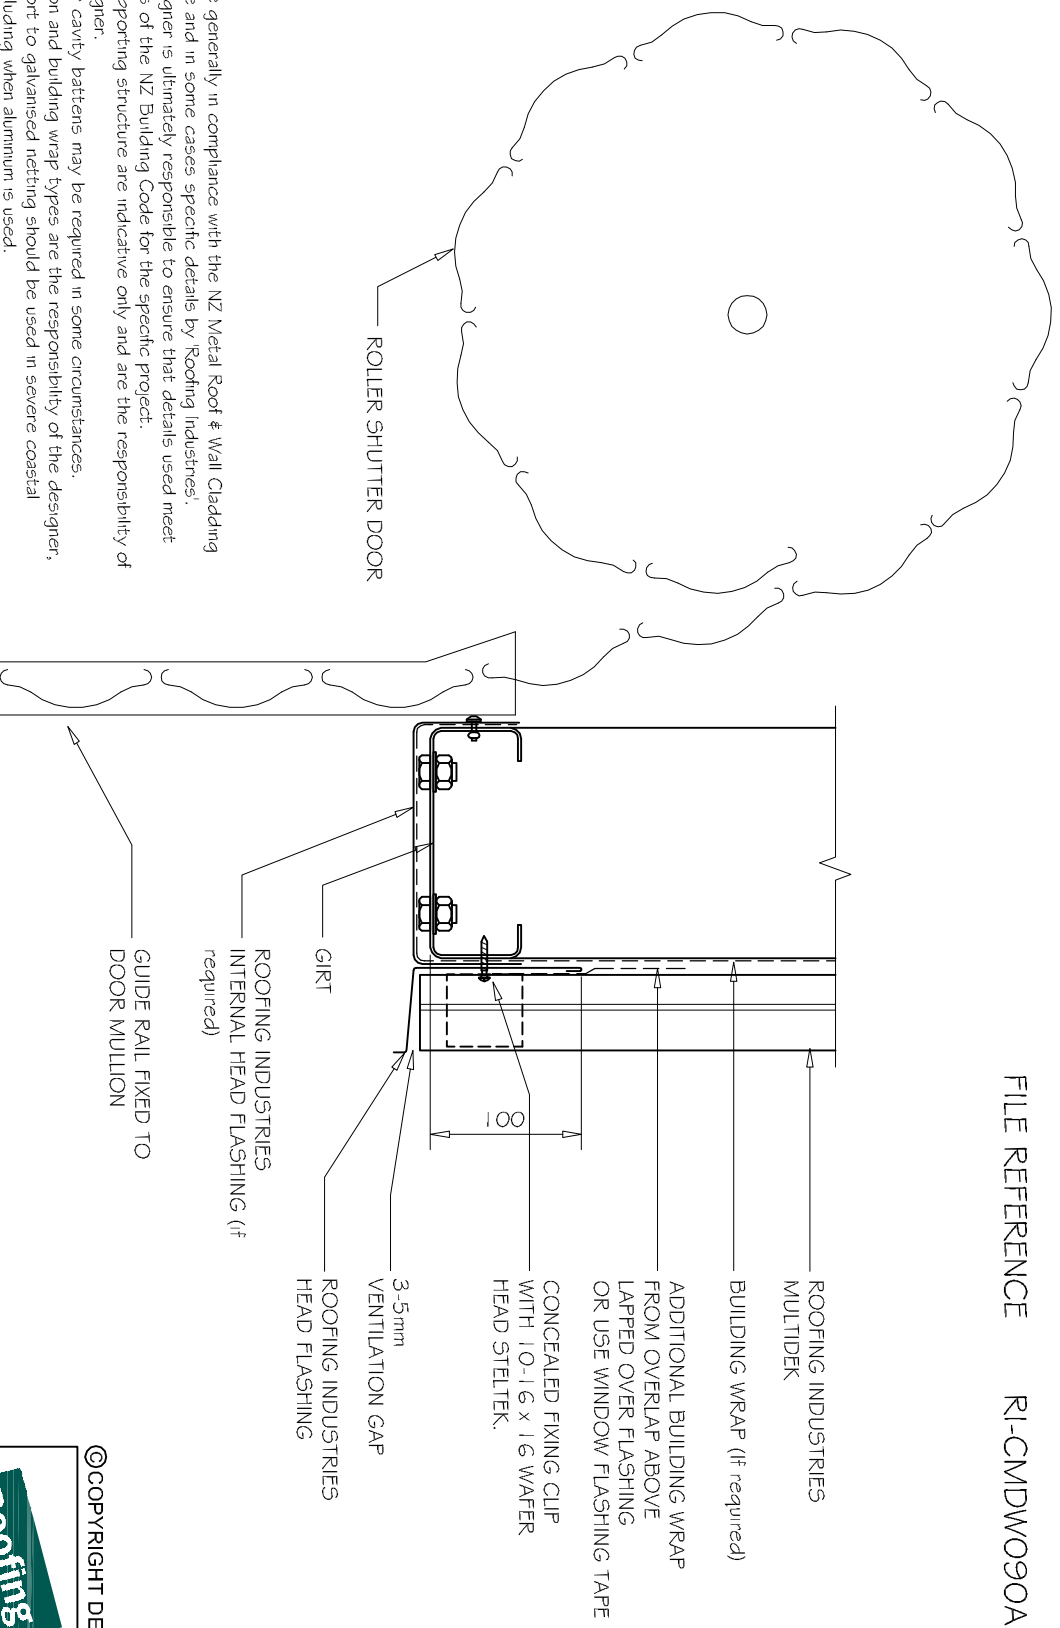 FILE REFERENCE RI-CMDW090A
ROOFING INDUSTRIES
MULTIDEK
BUILDING WRAP (If required)
ADDITIONAL BUILDING WRAP
FROM OVERLAP ABOVE
LAPPED OVER FLASHING
OR USE WINDOW FLASHING TAPE
CONCEALED FIXING CLIP
WITH 10-16 x 16 WAFER
HEAD STELTEK.
100
3-5mm
VENTILATION GAP
ROOFING INDUSTRIES
HEAD FLASHING
ROLLER SHUTTER DOOR
GIRT
ROOFING INDUSTRIES
INTERNAL HEAD FLASHING (if
required)
GUIDE RAIL FIXED TO
DOOR MULLION
generally in compliance with the NZ Metal Roof & Wall Cladding
and in some cases specific details by 'Roofing Industries'.
is ultimately responsible to ensure that details used meet
of the NZ Building Code for the specific project.
structure are indicative only and are the responsibility of
cavity battens may be required in some circumstances.
and building wrap types are the responsibility of the designer,
to galvanised netting should be used in severe coastal
when aluminium is used.
©COPYRIGHT DE
Roofing